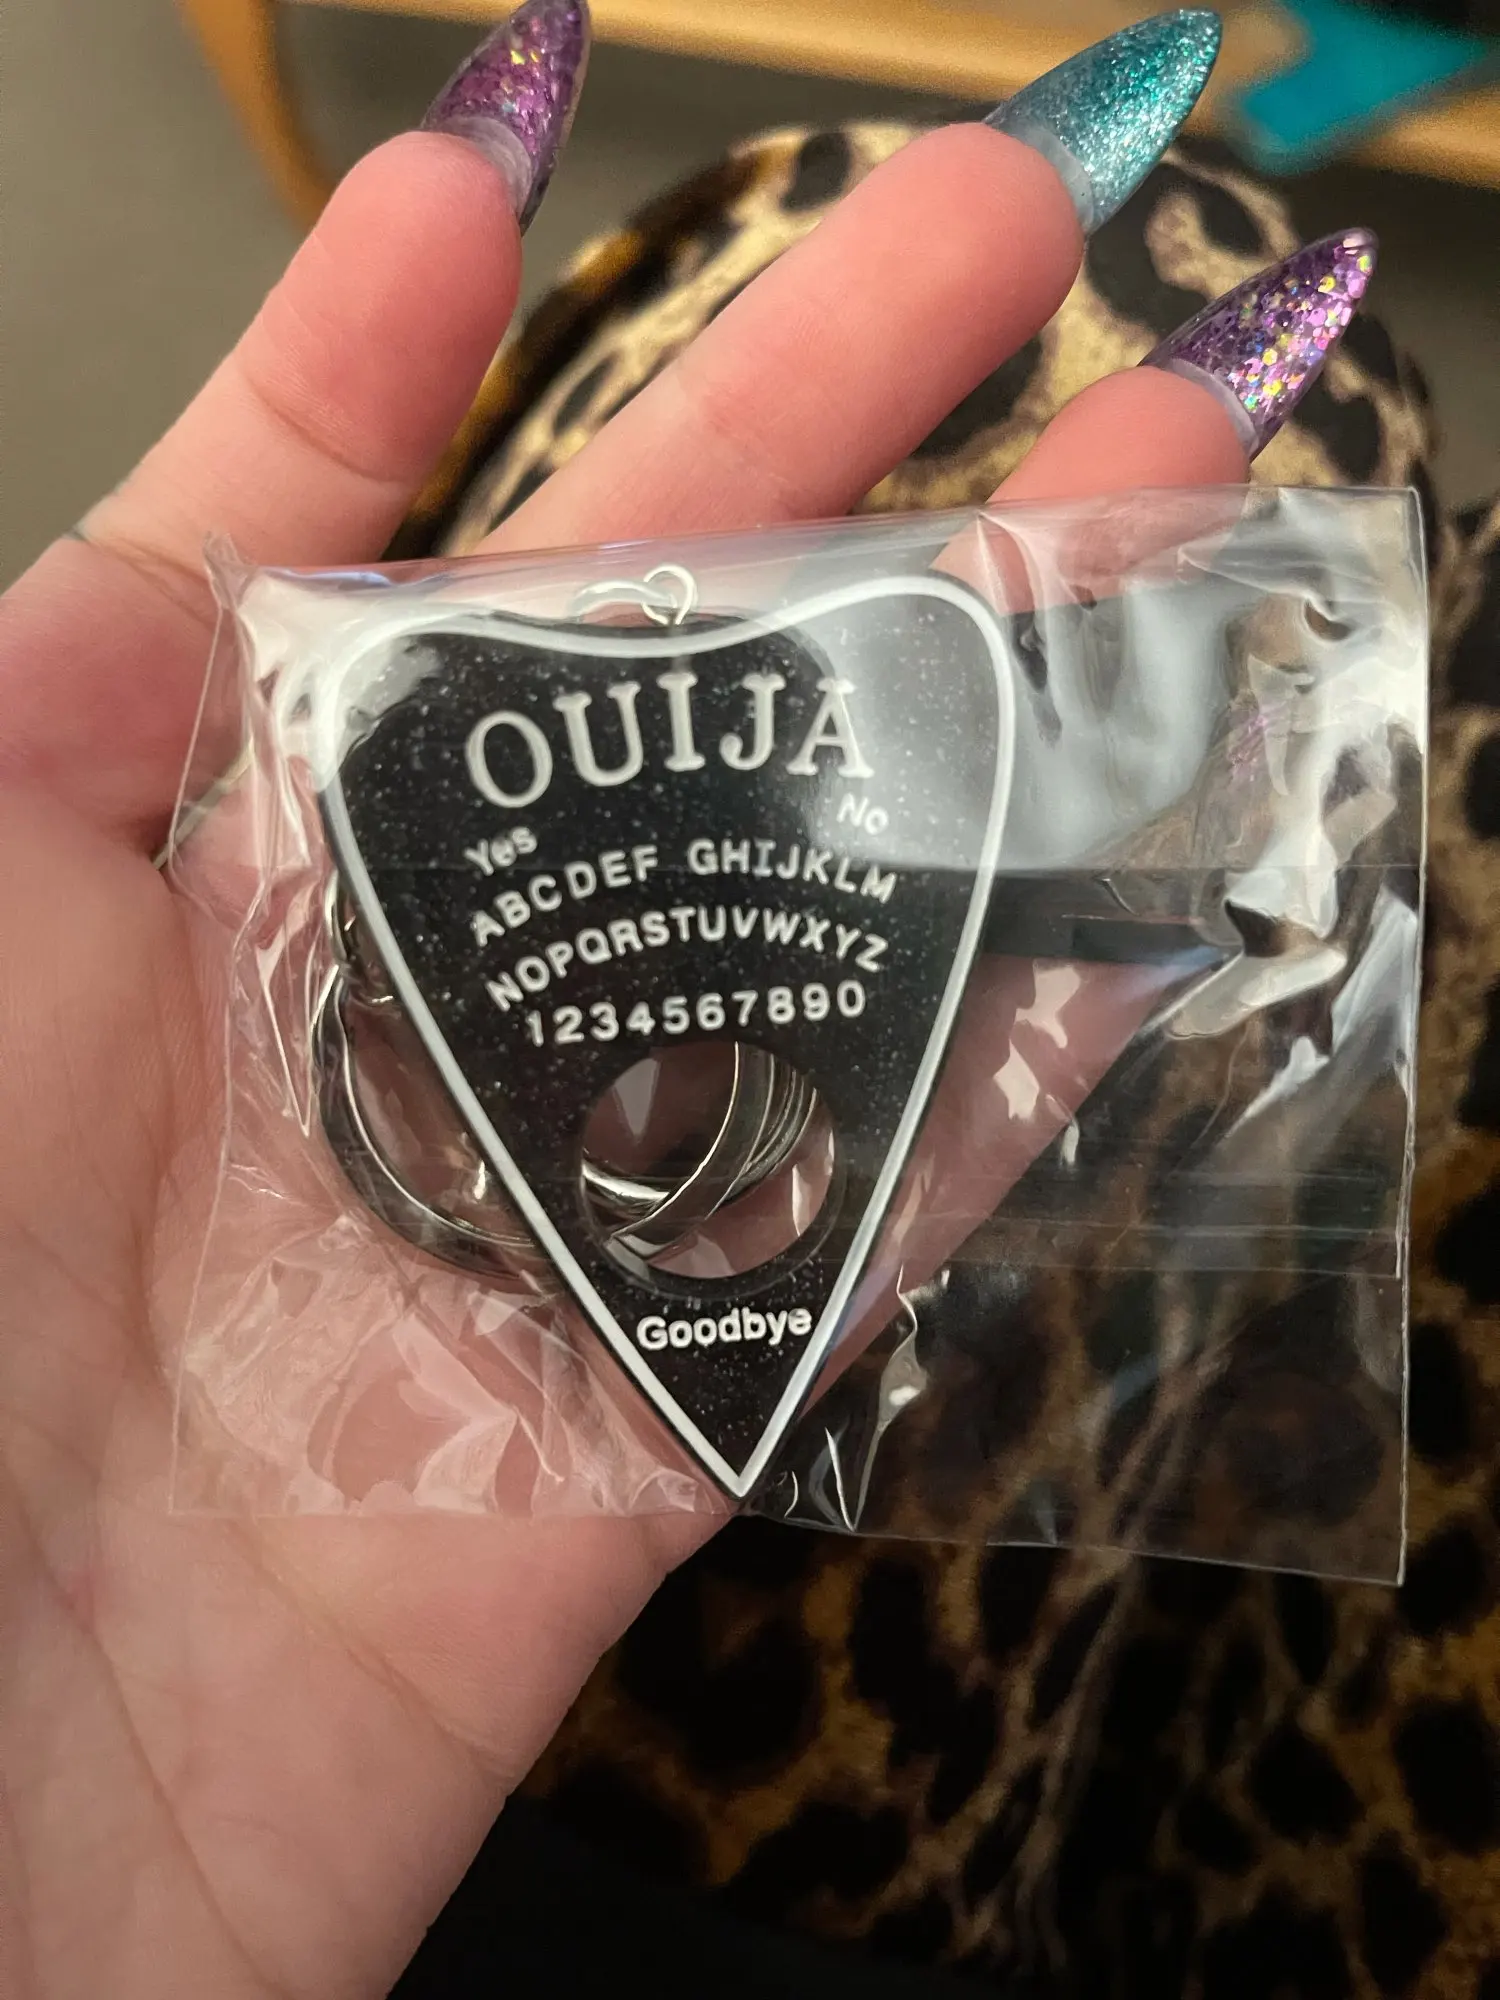 OUIJA
Yes No
ABCDEF GHIJKLM
NOPQRSTUVWXYZ
1234567890
Goodbye